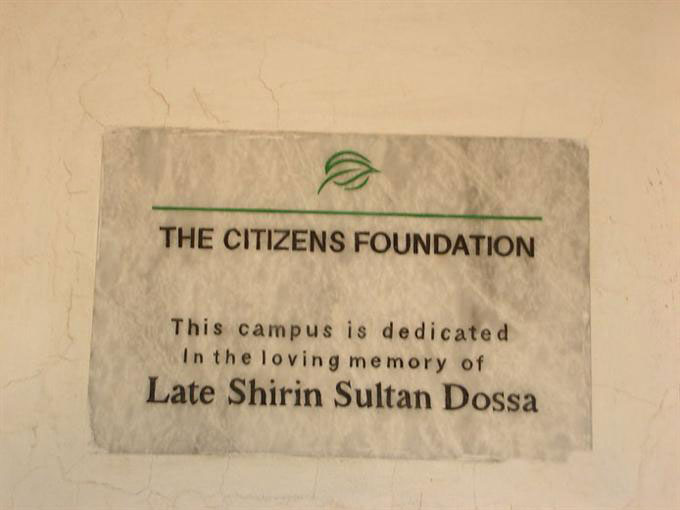 THE CITIZENS FOUNDATION
This campus is dedicated
In the loving memory of
Late Shirin Sultan Dossa